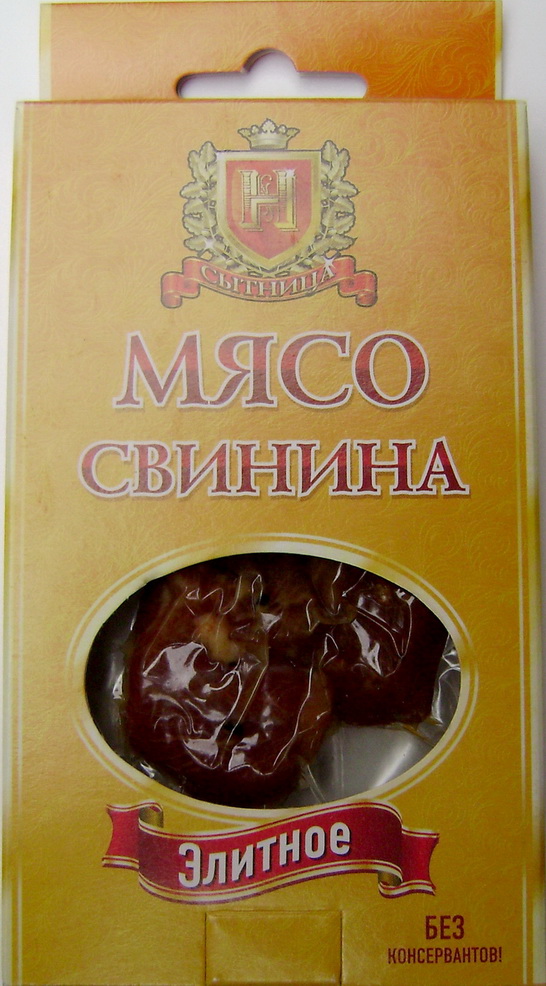 Н
СЫТНИЦА
МЯСО
СВИНИНА
Элитное
БЕЗ
КОНСЕРВАНТОВ!